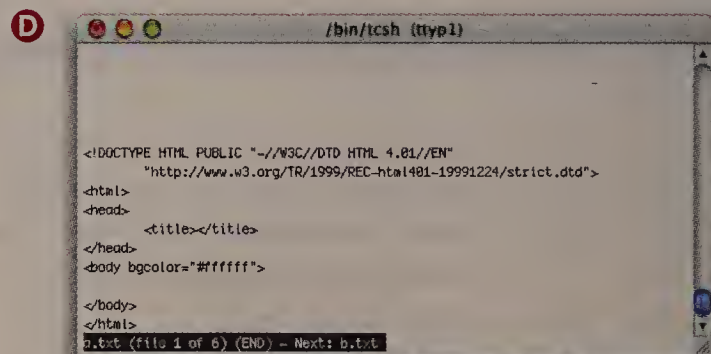 D
/bin/tcsh (ttyp1)
<!DOCTYPE HTML PUBLIC "-//W3C//DTD HTML 4.01//EN"
"http://www.w3.org/TR/1999/REC-html401-19991224/strict.dtd">
<html>
<head>
<title></title>
</head>
<body bgcolor="#ffffff">
</body>
</html>
a.txt (file 1 of 6) (END) - Next: b.txt